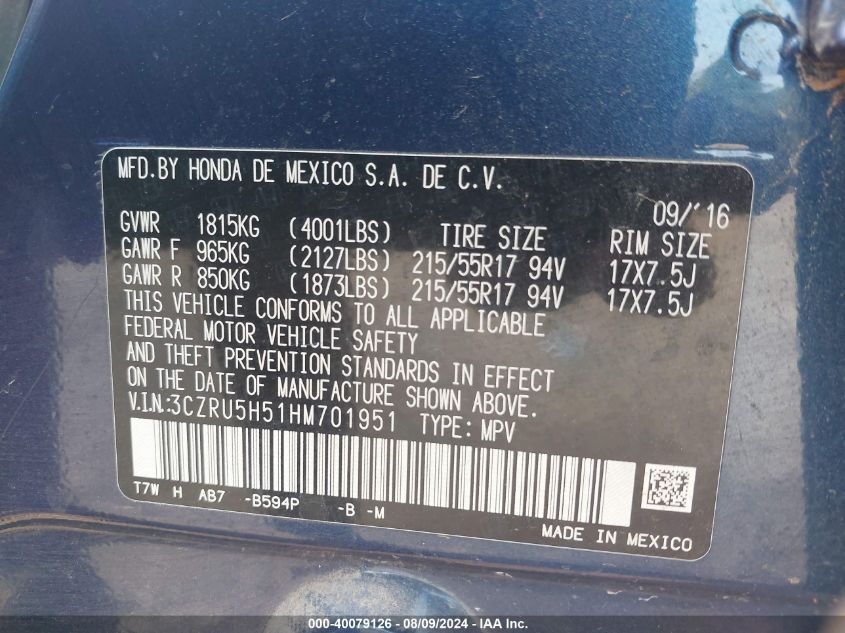 MFD.BY HONDA DE MEXICO S.A. DE C.V.
09/'16
GVWR 1815KG (4001LBS) TIRE SIZE RIM SIZE
GAWR F 965KG (2127LBS) 215/55R17 94V 17X7.5J
GAWR R 850KG (1873LBS) 215/55R17 94V 17X7.5J
THIS VEHICLE CONFORMS TO ALL APPLICABLE
FEDERAL MOTOR VEHICLE SAFETY
AND THEFT PREVENTION STANDARDS IN EFFECT
ON THE DATE OF MANUFACTURE SHOWN ABOVE.
V.I.N:3CZRU5H51HM701951 TYPE: MPV
T7W H AB7 -B594P -B -M
MADE IN MEXICO
000-40079126 - 08/09/2024 - IAA Inc.